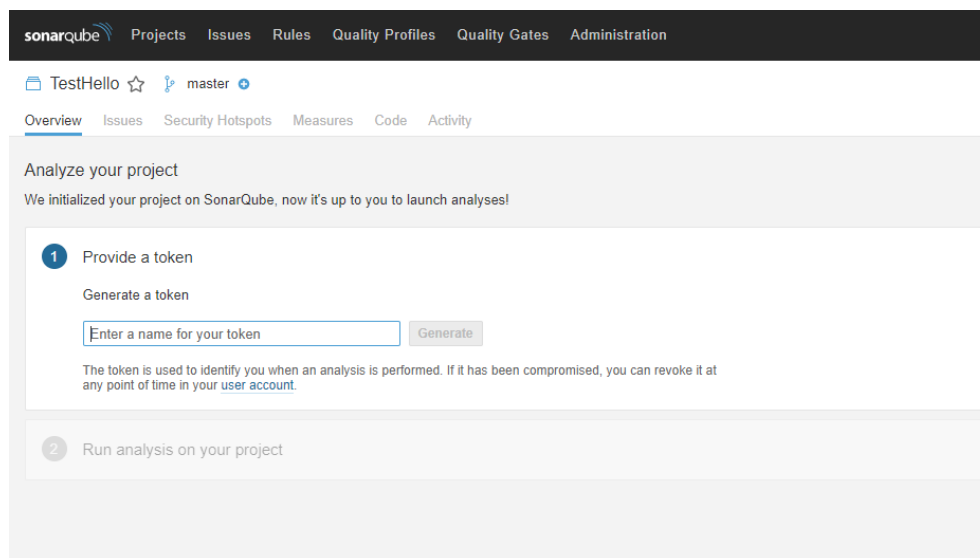 sonarqube Projects Issues Rules Quality Profiles Quality Gates Administration
TestHello master
Overview Issues Security Hotspots Measures Code Activity
Analyze your project
We initialized your project on SonarQube, now it's up to you to launch analyses!
1 Provide a token
Generate a token
Enter a name for your token Generate
The token is used to identify you when an analysis is performed. If it has been compromised, you can revoke it at
any point of time in your user account.
2 Run analysis on your project